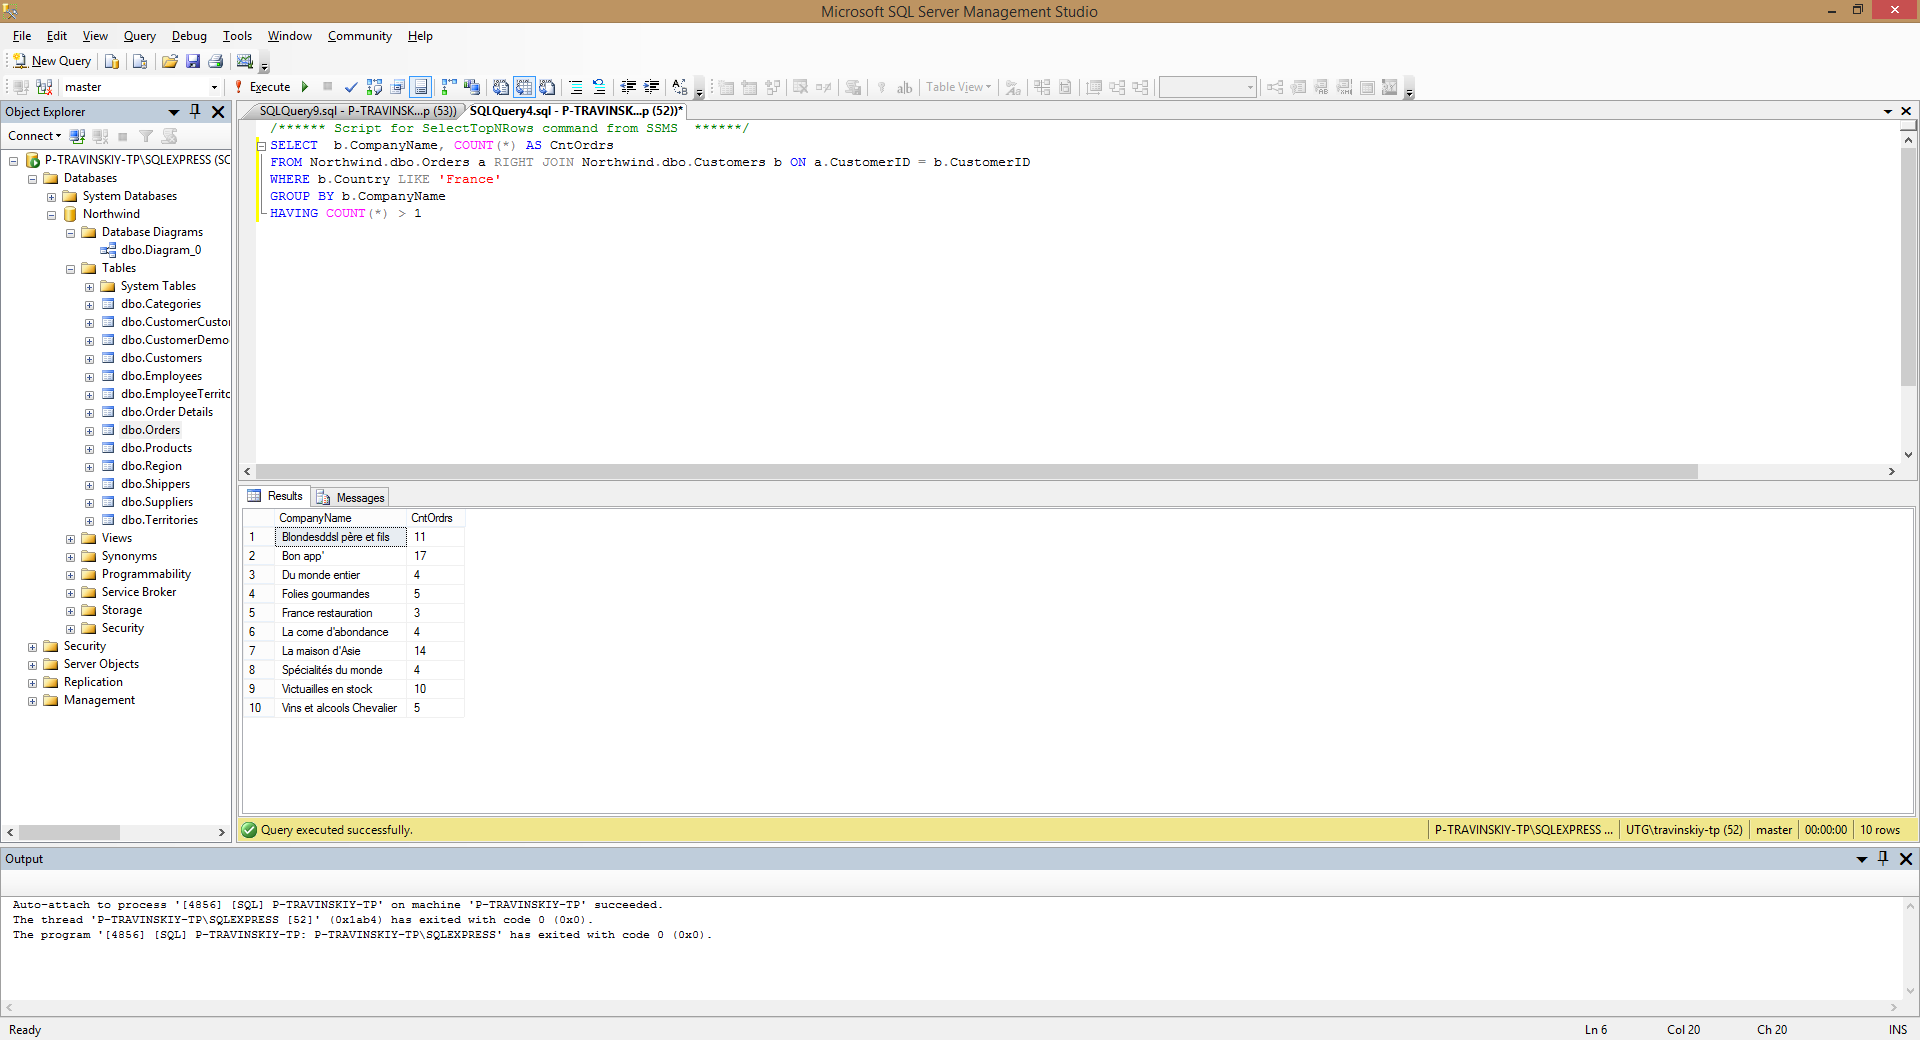 Microsoft SQL Server Management Studio
File Edit View Query Debug Tools Window Community Help
New Query
master Execute Table View
Object Explorer
Connect
P-TRAVINSKIY-TP\SQLEXPRESS (SC
Databases
System Databases
Northwind
Database Diagrams
dbo.Diagram_0
Tables
System Tables
dbo.Categories
dbo.CustomerCustor
dbo.CustomerDemo
dbo.Customers
dbo.Employees
dbo.EmployeeTerritc
dbo.Order Details
dbo.Orders
dbo.Products
dbo.Region
dbo.Shippers
dbo.Suppliers
dbo.Territories
Views
Synonyms
Programmability
Service Broker
Storage
Security
Security
Server Objects
Replication
Management
SQLQuery9.sql - P-TRAVINSK...p (53)) SQLQuery4.sql - P-TRAVINSK...p (52))*
/****** Script for SelectTopNRows command from SSMS  ******/
SELECT  b.CompanyName, COUNT(*) AS CntOrdrs
FROM Northwind.dbo.Orders a RIGHT JOIN Northwind.dbo.Customers b ON a.CustomerID = b.CustomerID
WHERE b.Country LIKE 'France'
GROUP BY b.CompanyName
HAVING COUNT(*) > 1
Results Messages
CompanyName CntOrdrs
1 Blondesddsl père et fils 11
2 Bon app' 17
3 Du monde entier 4
4 Folies gourmandes 5
5 France restauration 3
6 La corne d'abondance 4
7 La maison d'Asie 14
8 Spécialités du monde 4
9 Victuailles en stock 10
10 Vins et alcools Chevalier 5
Query executed successfully. P-TRAVINSKIY-TP\SQLEXPRESS ... UTG\travinskiy-tp (52) master 00:00:00 10 rows
Output
Auto-attach to process '[4856] [SQL] P-TRAVINSKIY-TP' on machine 'P-TRAVINSKIY-TP' succeeded.
The thread 'P-TRAVINSKIY-TP\SQLEXPRESS [52]' (0x1ab4) has exited with code 0 (0x0).
The program '[4856] [SQL] P-TRAVINSKIY-TP: P-TRAVINSKIY-TP\SQLEXPRESS' has exited with code 0 (0x0).
Ready Ln 6 Col 20 Ch 20 INS